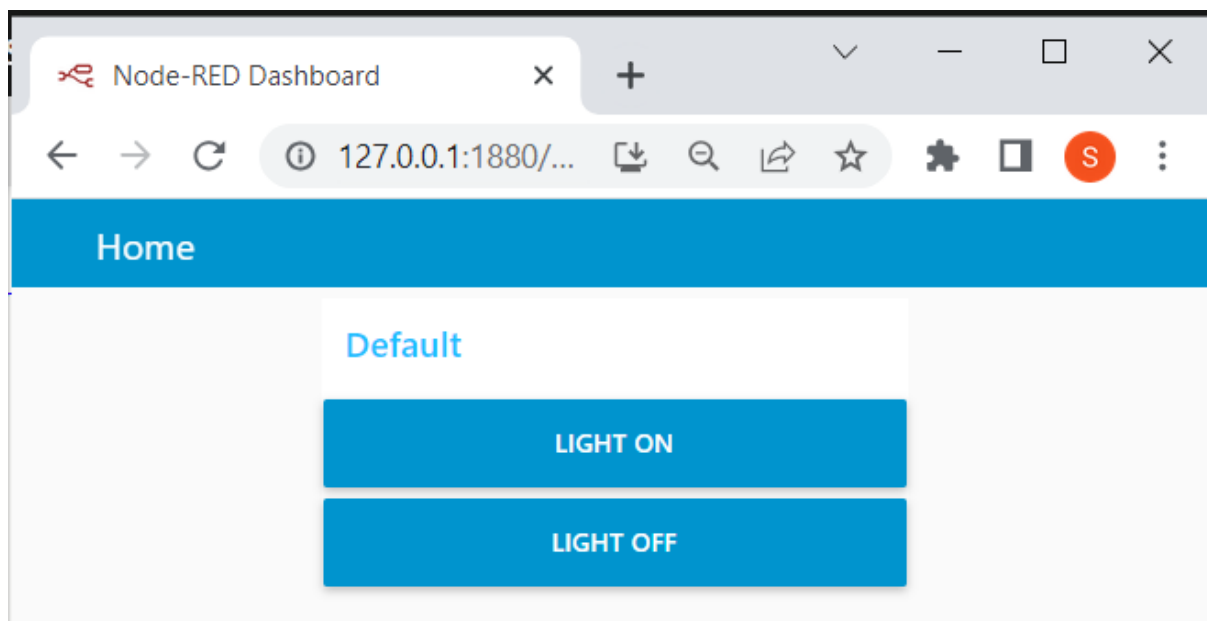 Node-RED Dashboard
127.0.0.1:1880/...
S
Home
Default
LIGHT ON
LIGHT OFF